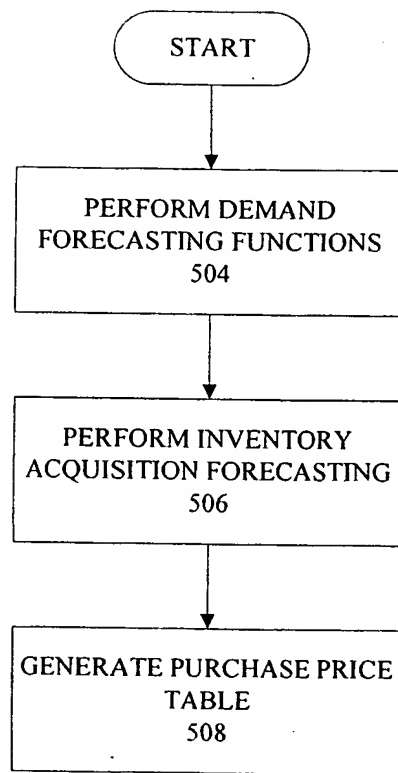 START
PERFORM DEMAND
FORECASTING FUNCTIONS
504
PERFORM INVENTORY
ACQUISITION FORECASTING
506
GENERATE PURCHASE PRICE
TABLE
508